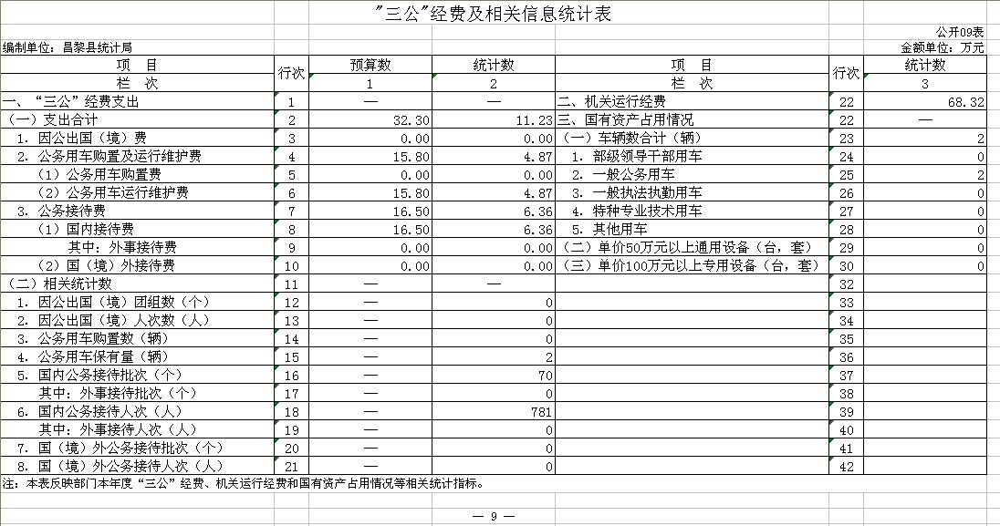 "三公"经费及相关信息统计表
公开09表
编制单位：昌黎县统计局 金额单位：万元
项 目 行次 预算数 统计数 项 目 行次 统计数
栏 次 1 2 栏 次 3
一、“三公”经费支出 1 — — 二、机关运行经费 22 68.32
（一）支出合计 2 32.30 11.23 三、国有资产占用情况 22 —
1. 因公出国（境）费 3 0.00 0.00 （一）车辆数合计（辆） 23 2
2. 公务用车购置及运行维护费 4 15.80 4.87 1. 部级领导干部用车 24 0
（1）公务用车购置费 5 0.00 0.00 2. 一般公务用车 25 2
（2）公务用车运行维护费 6 15.80 4.87 3. 一般执法执勤用车 26 0
3. 公务接待费 7 16.50 6.36 4. 特种专业技术用车 27 0
（1）国内接待费 8 16.50 6.36 5. 其他用车 28 0
其中：外事接待费 9 0.00 0.00 （二）单价50万元以上通用设备（台，套） 29 0
（2）国（境）外接待费 10 0.00 0.00 （三）单价100万元以上专用设备（台，套） 30 0
（二）相关统计数 11 — — 32
1. 因公出国（境）团组数（个） 12 — 0 33
2. 因公出国（境）人次数（人） 13 — 0 34
3. 公务用车购置数（辆） 14 — 0 35
4. 公务用车保有量（辆） 15 — 2 36
5. 国内公务接待批次（个） 16 — 70 37
其中：外事接待批次（个） 17 — 0 38
6. 国内公务接待人次（人） 18 — 781 39
其中：外事接待人次（人） 19 — 0 40
7. 国（境）外公务接待批次（个） 20 — 0 41
8. 国（境）外公务接待人次（人） 21 — 0 42
注：本表反映部门本年度“三公”经费、机关运行经费和国有资产占用情况等相关统计指标。
— 9 —